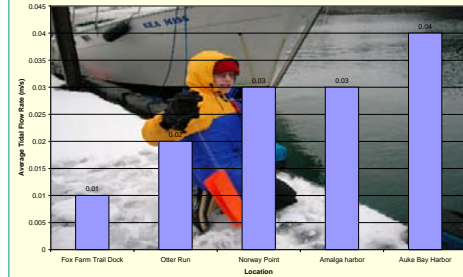 0.045
0.04
0.035
0.03
0.025
0.02
0.015
0.01
0.005
0
Average Tidal Flow Rate (m/s)
SEA KISS
0.01
0.02
0.03
0.03
0.04
Fox Farm Trail Dock
Otter Run
Norway Point
Amalga harbor
Auke Bay Harbor
Location